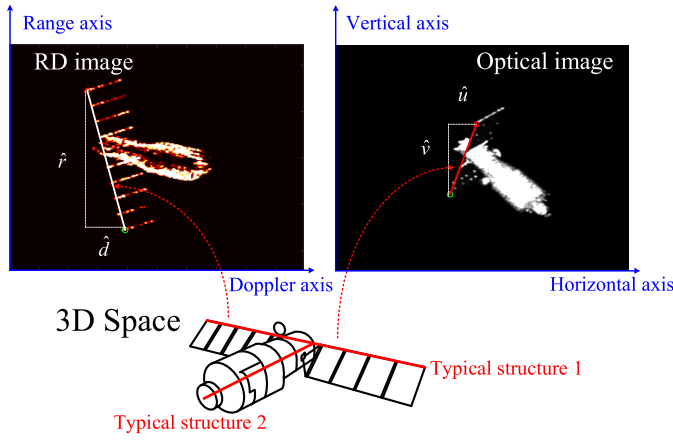 Range axis
Vertical axis
RD image
Optical image
û
r̂
v̂
d̂
Doppler axis
Horizontal axis
3D Space
Typical structure 1
Typical structure 2